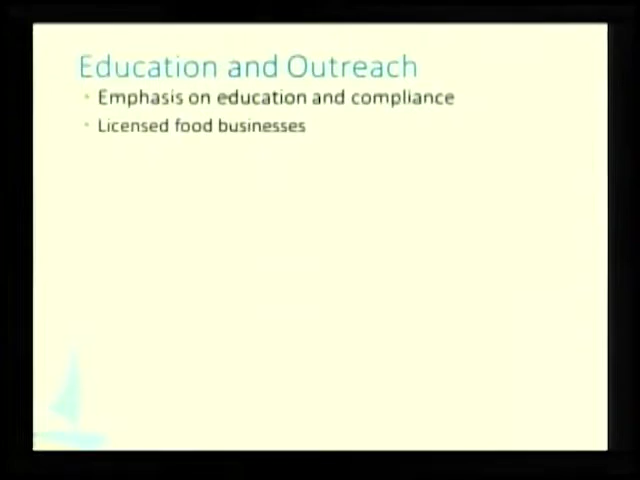 Education and Outreach
• Emphasis on education and compliance
• Licensed food businesses